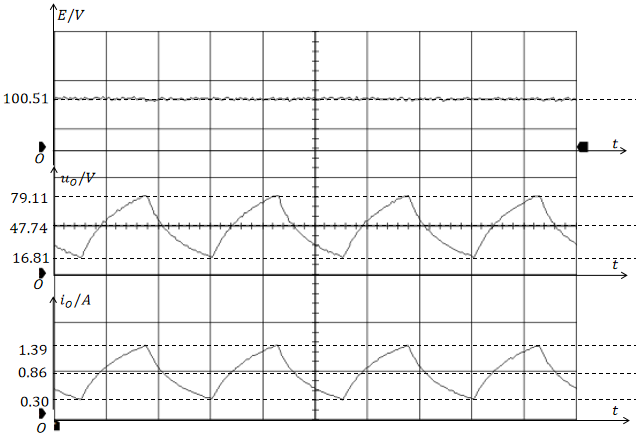 E/V
100.51
O
t
u_O/V
79.11
47.74
16.81
O
t
i_O/A
1.39
0.86
0.30
O
t